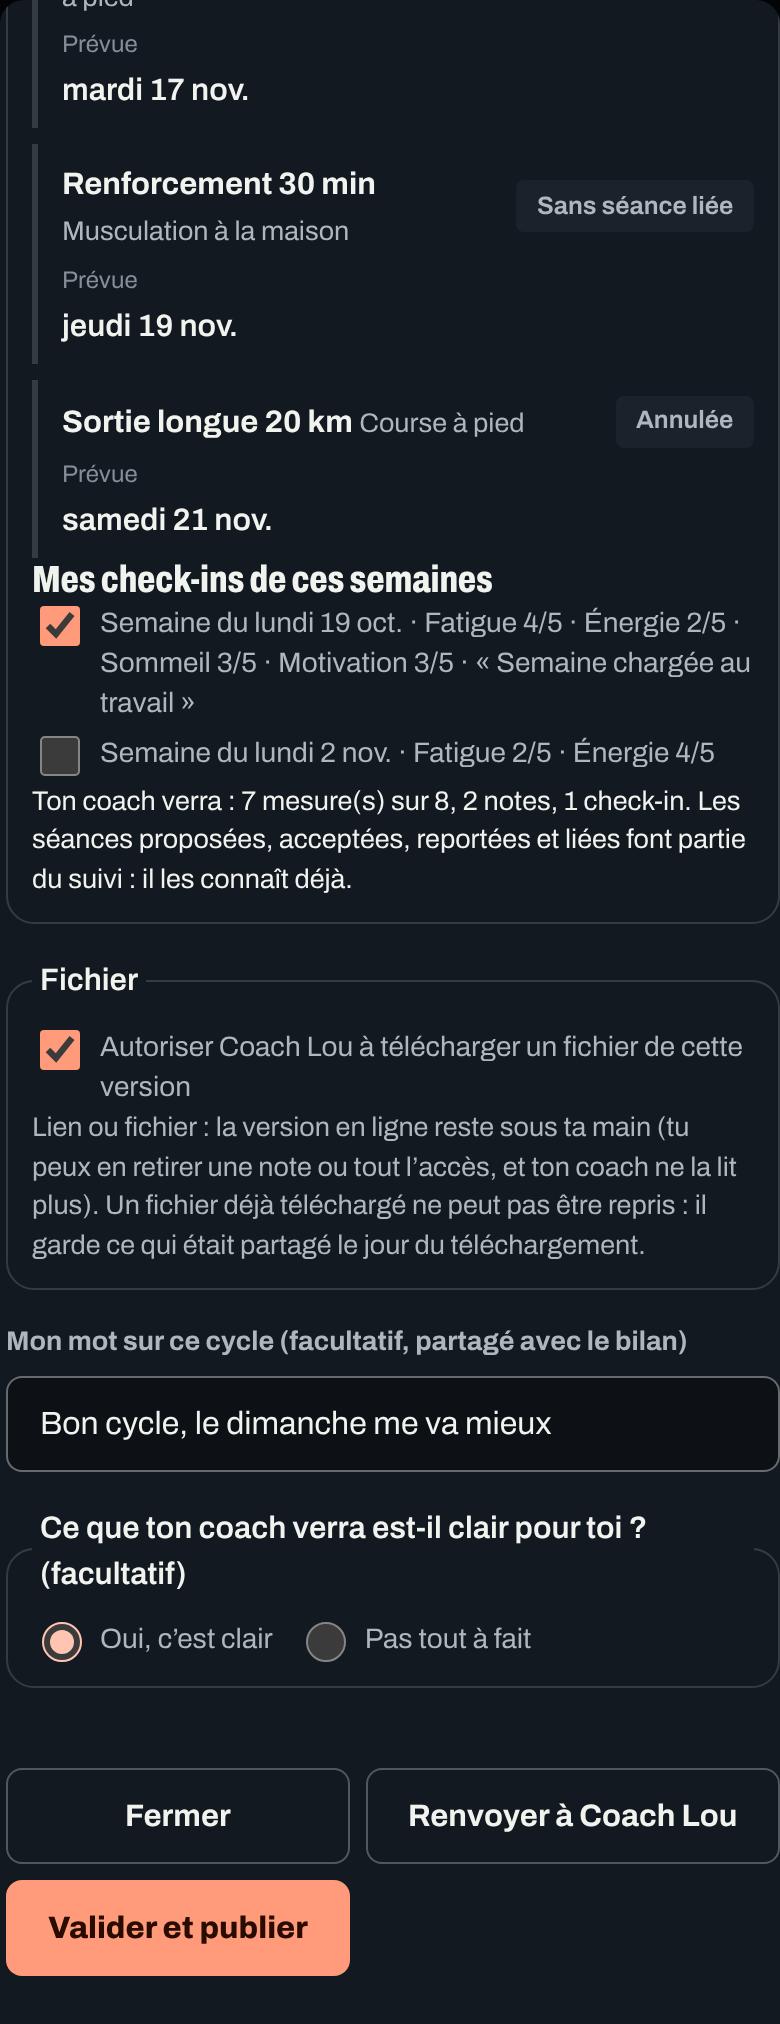 à pied
Prévue
mardi 17 nov.
Renforcement 30 min
Sans séance liée
Musculation à la maison
Prévue
jeudi 19 nov.
Sortie longue 20 km Course à pied
Annulée
Prévue
samedi 21 nov.
Mes check-ins de ces semaines
Semaine du lundi 19 oct. · Fatigue 4/5 · Énergie 2/5 ·
Sommeil 3/5 · Motivation 3/5 · « Semaine chargée au
travail »
Semaine du lundi 2 nov. · Fatigue 2/5 · Énergie 4/5
Ton coach verra : 7 mesure(s) sur 8, 2 notes, 1 check-in. Les
séances proposées, acceptées, reportées et liées font partie
du suivi : il les connaît déjà.
Fichier
Autoriser Coach Lou à télécharger un fichier de cette
version
Lien ou fichier : la version en ligne reste sous ta main (tu
peux en retirer une note ou tout l’accès, et ton coach ne la lit
plus). Un fichier déjà téléchargé ne peut pas être repris : il
garde ce qui était partagé le jour du téléchargement.
Mon mot sur ce cycle (facultatif, partagé avec le bilan)
Bon cycle, le dimanche me va mieux
Ce que ton coach verra est-il clair pour toi ?
(facultatif)
Oui, c’est clair
Pas tout à fait
Fermer
Renvoyer à Coach Lou
Valider et publier